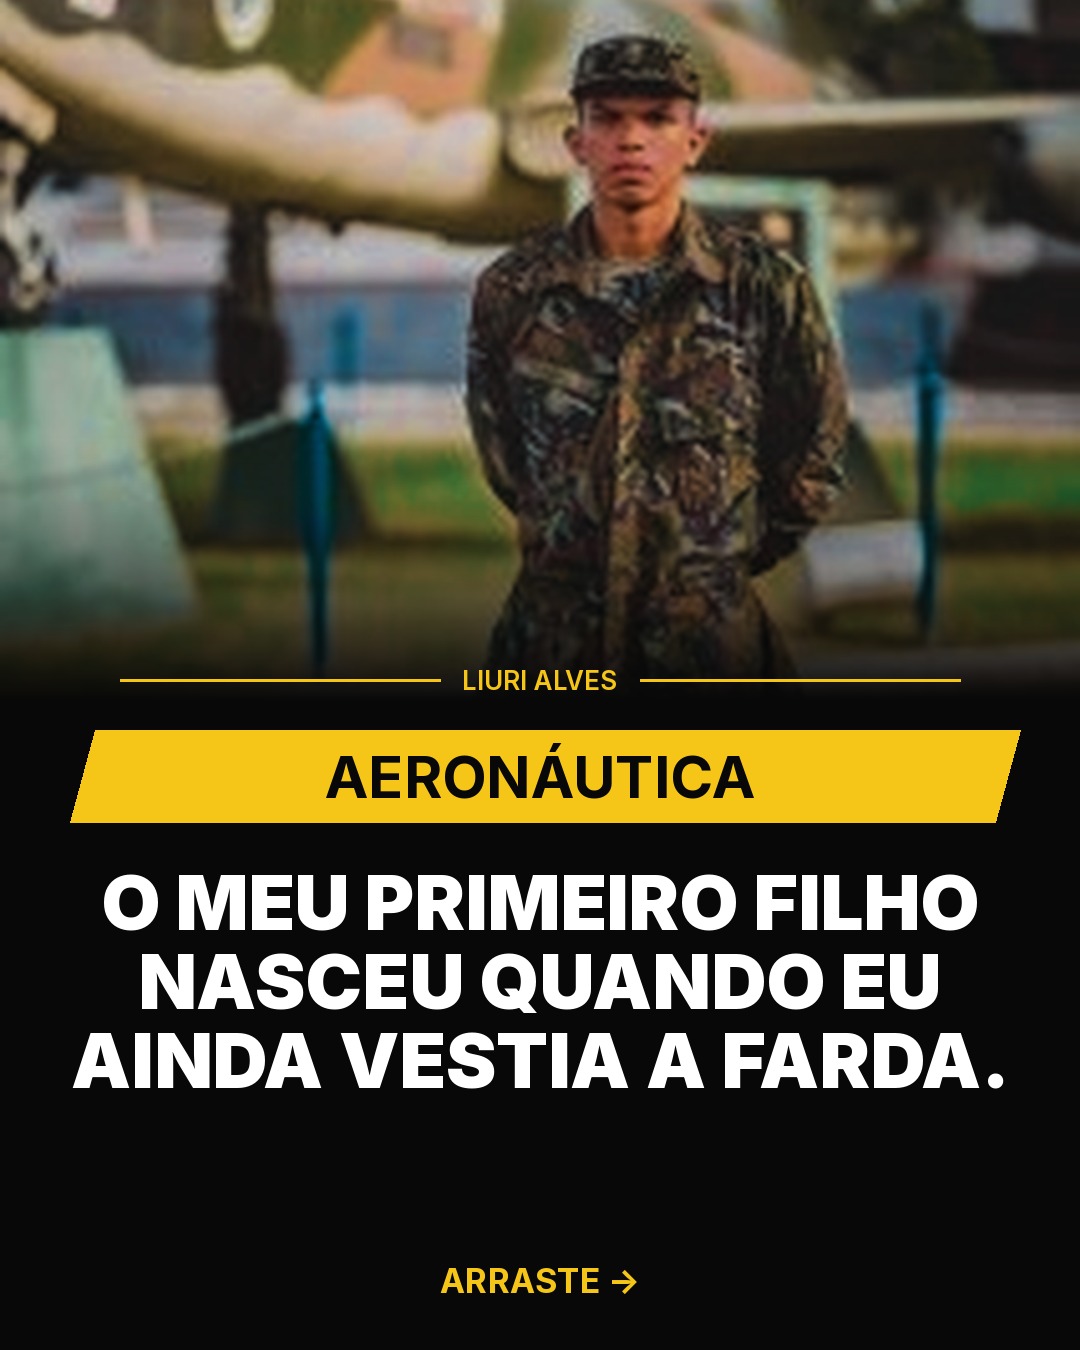 LIURI ALVES
AERONÁUTICA
O MEU PRIMEIRO FILHO
NASCEU QUANDO EU
AINDA VESTIA A FARDA.
ARRASTE →